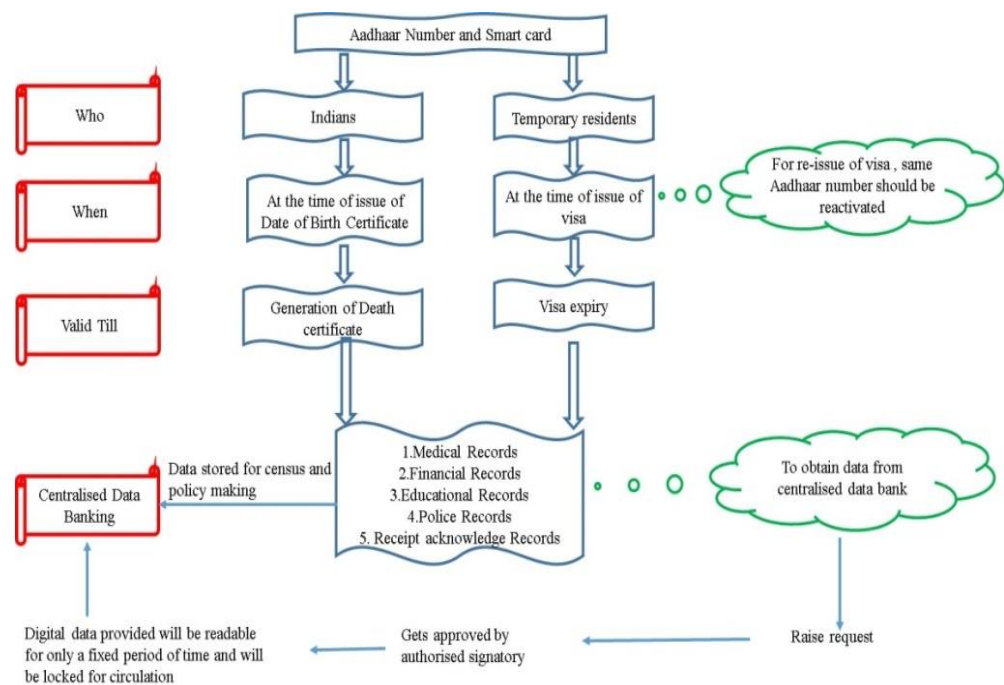 Aadhaar Number and Smart card
Who
Indians
Temporary residents
For re-issue of visa , same
Aadhaar number should be
reactivated
When
At the time of issue of
Date of Birth Certificate
At the time of issue of
visa
Valid Till
Generation of Death
certificate
Visa expiry
Centralised Data
Banking
Data stored for census and
policy making
1.Medical Records
2.Financial Records
3.Educational Records
4.Police Records
5. Receipt acknowledge Records
To obtain data from
centralised data bank
Digital data provided will be readable
for only a fixed period of time and will
be locked for circulation
Gets approved by
authorised signatory
Raise request